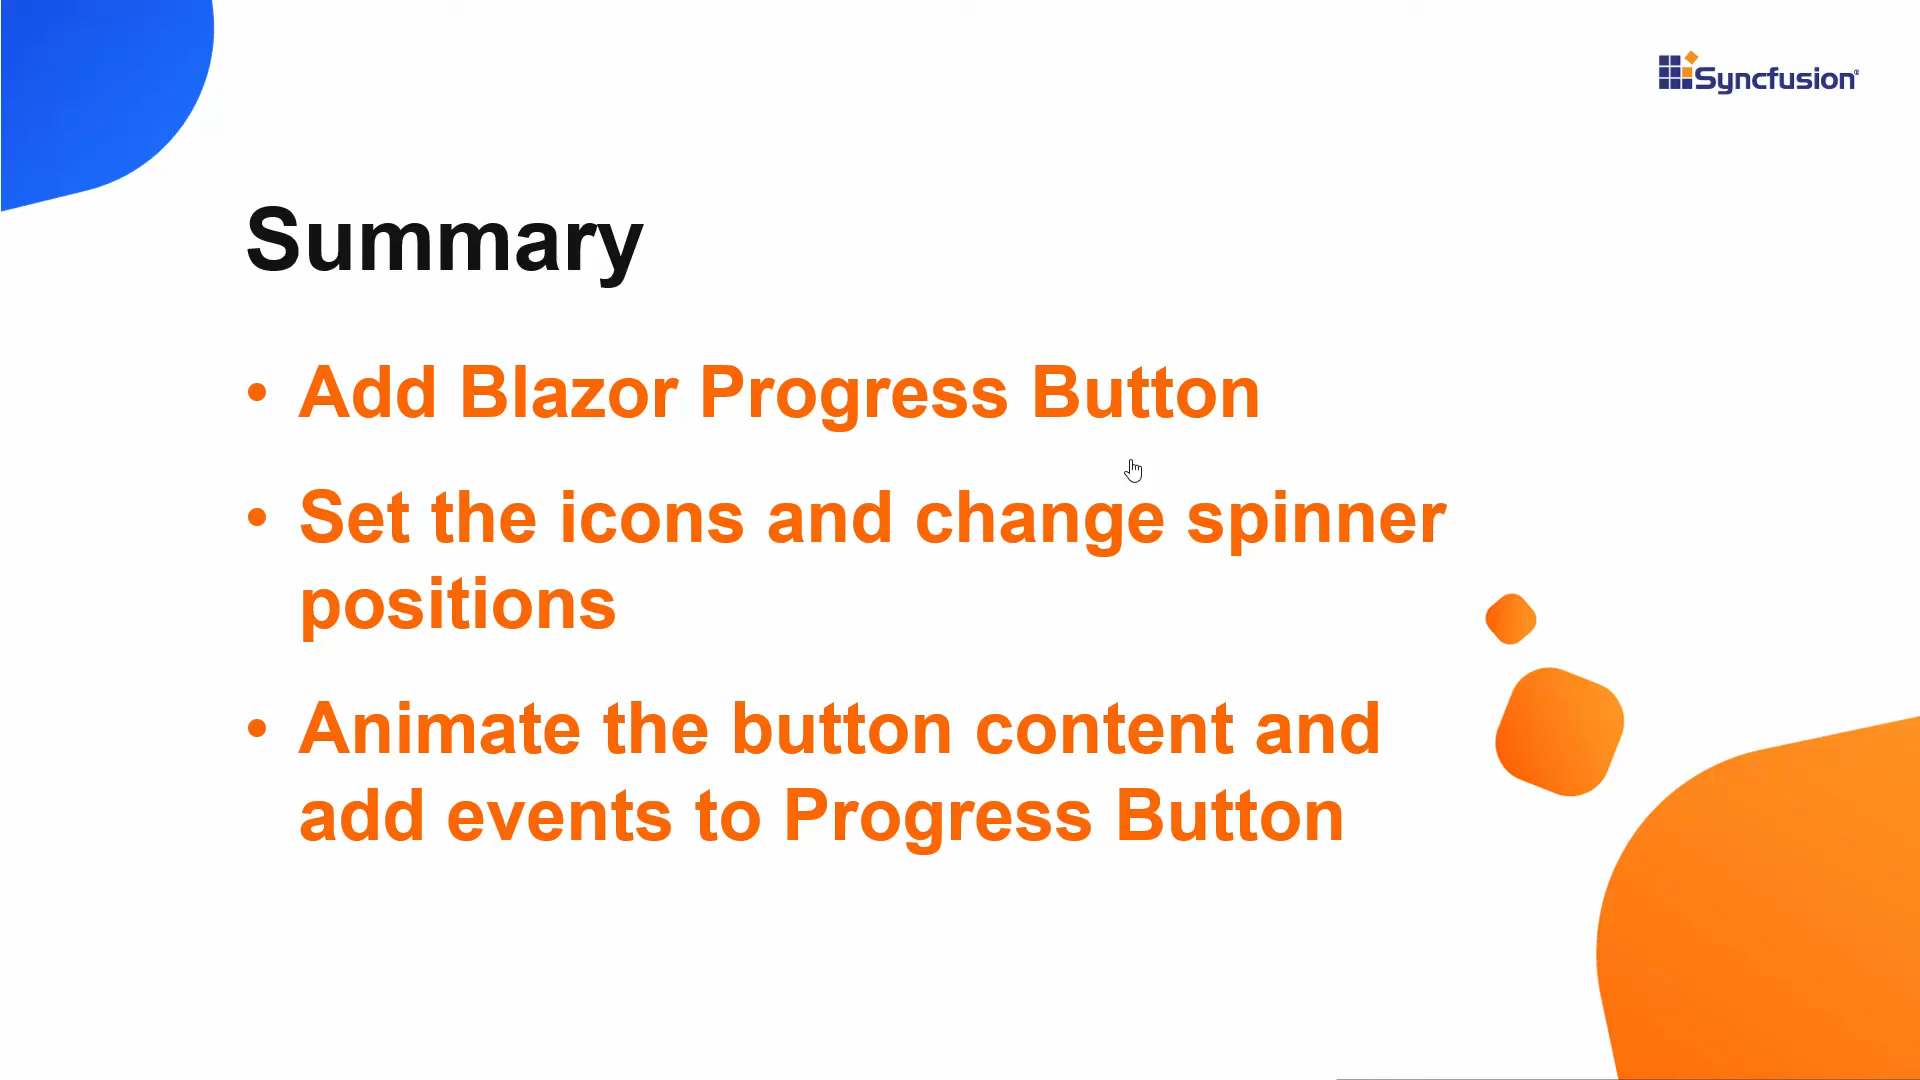 Syncfusion®
Summary
• Add Blazor Progress Button
• Set the icons and change spinner
positions
• Animate the button content and
add events to Progress Button